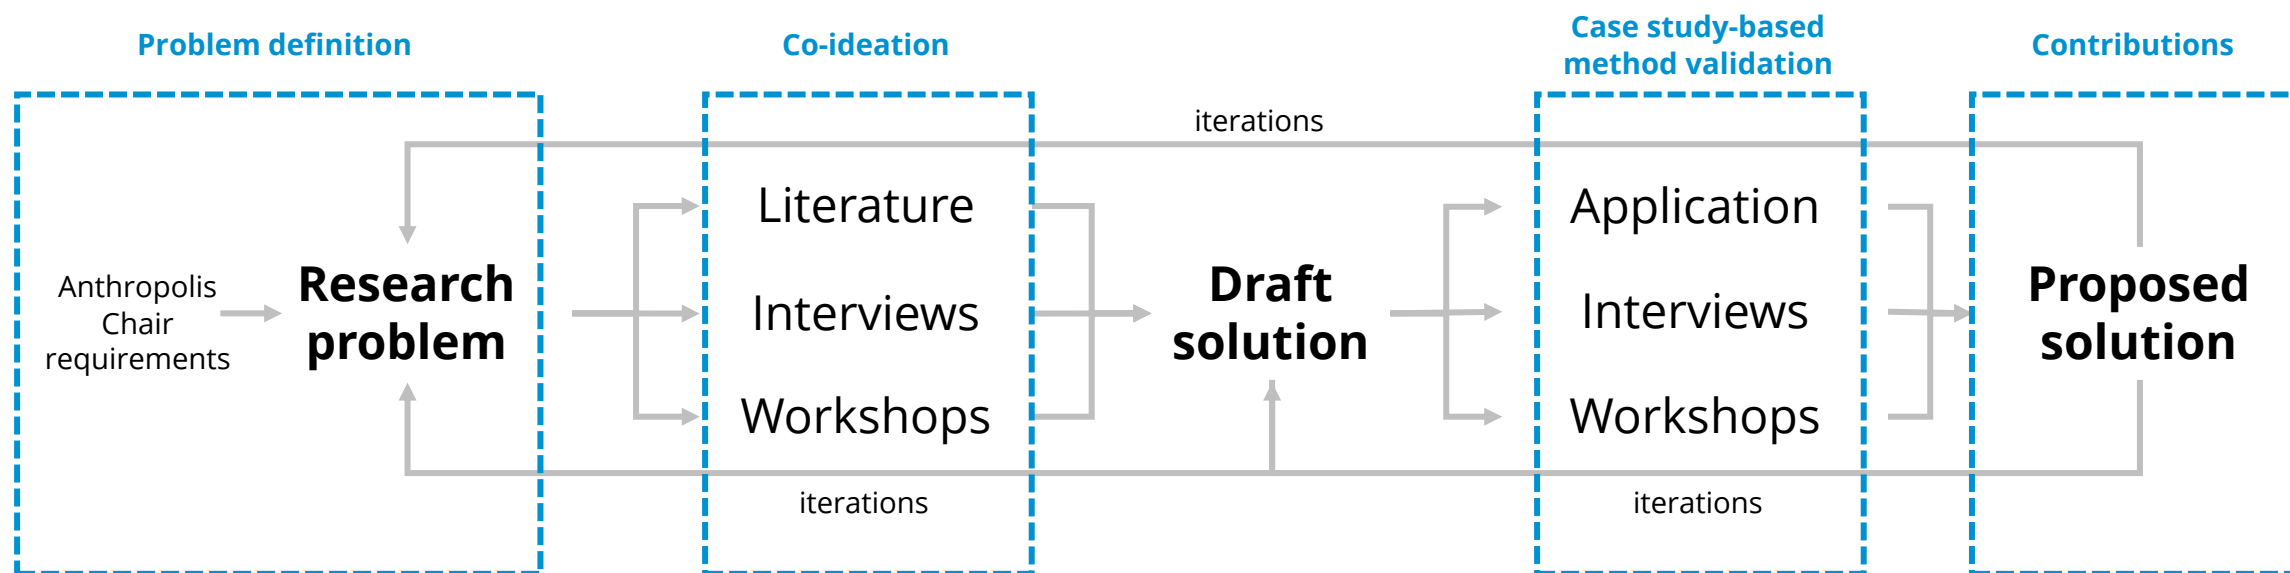 Problem definition
Co-ideation
Case study-based
method validation
Contributions
iterations
Anthropolis
Chair
requirements
Research
problem
Literature
Interviews
Workshops
Draft
solution
Application
Interviews
Workshops
Proposed
solution
iterations
iterations